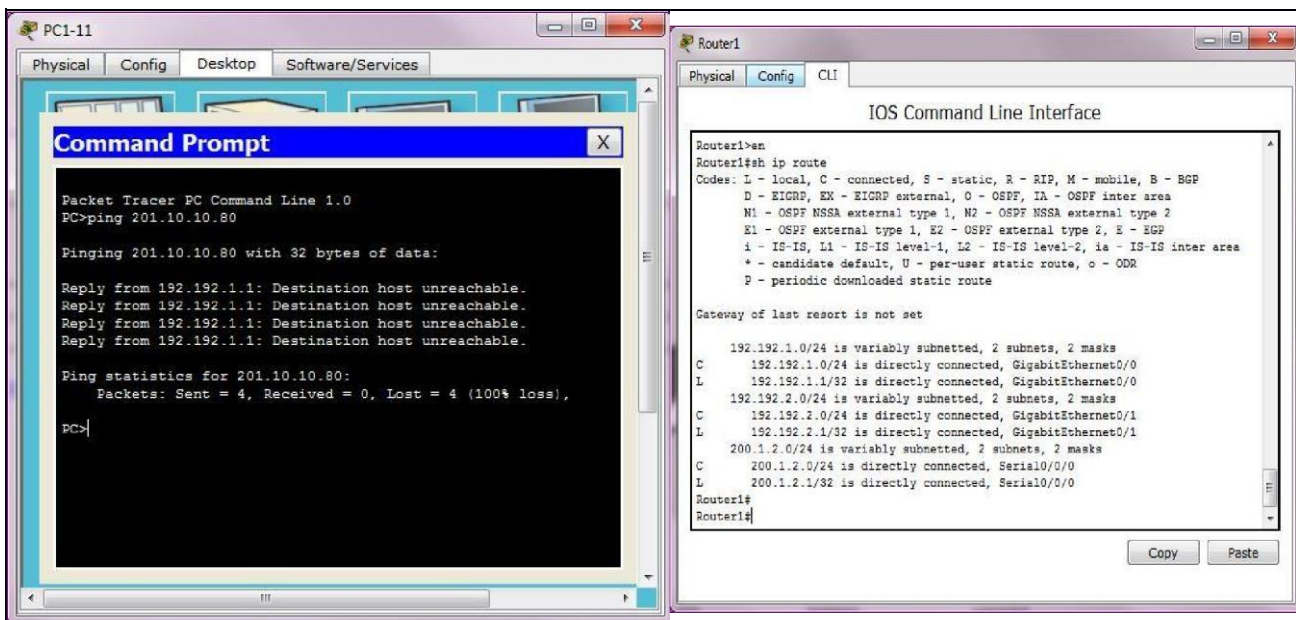 PC1-11
Physical Config Desktop Software/Services
Command Prompt X
Packet Tracer PC Command Line 1.0
PC>ping 201.10.10.80
Pinging 201.10.10.80 with 32 bytes of data:
Reply from 192.192.1.1: Destination host unreachable.
Reply from 192.192.1.1: Destination host unreachable.
Reply from 192.192.1.1: Destination host unreachable.
Reply from 192.192.1.1: Destination host unreachable.
Ping statistics for 201.10.10.80:
Packets: Sent = 4, Received = 0, Lost = 4 (100% loss),
PC>
Router1
Physical Config CLI
IOS Command Line Interface
Router1>en
Router1#sh ip route
Codes: L - local, C - connected, S - static, R - RIP, M - mobile, B - BGP
D - EIGRP, EX - EIGRP external, O - OSPF, IA - OSPF inter area
N1 - OSPF NSSA external type 1, N2 - OSPF NSSA external type 2
E1 - OSPF external type 1, E2 - OSPF external type 2, E - EGP
i - IS-IS, L1 - IS-IS level-1, L2 - IS-IS level-2, ia - IS-IS inter area
* - candidate default, U - per-user static route, o - ODR
P - periodic downloaded static route
Gateway of last resort is not set
192.192.1.0/24 is variably subnetted, 2 subnets, 2 masks
C 192.192.1.0/24 is directly connected, GigabitEthernet0/0
L 192.192.1.1/32 is directly connected, GigabitEthernet0/0
192.192.2.0/24 is variably subnetted, 2 subnets, 2 masks
C 192.192.2.0/24 is directly connected, GigabitEthernet0/1
L 192.192.2.1/32 is directly connected, GigabitEthernet0/1
200.1.2.0/24 is variably subnetted, 2 subnets, 2 masks
C 200.1.2.0/24 is directly connected, Serial0/0/0
L 200.1.2.1/32 is directly connected, Serial0/0/0
Router1#
Router1#
Copy Paste